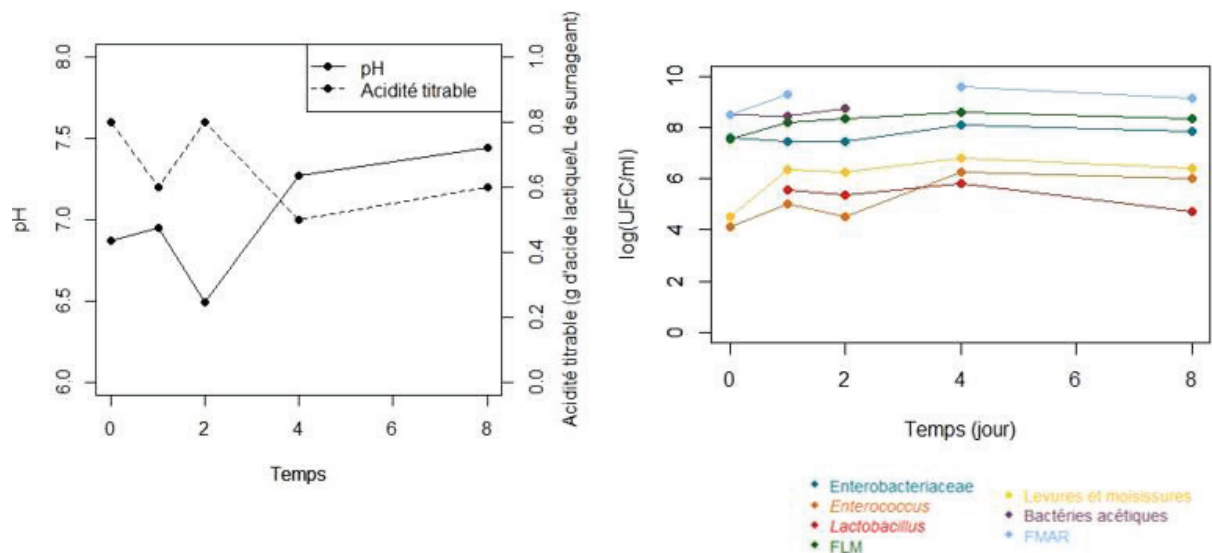 pH
Acidité titrable
8.0
7.5
7.0
6.5
6.0
pH
1.0
0.8
0.6
0.4
0.2
0.0
Acidité titrable (g d'acide lactique/L de surnageant)
0 2 4 6 8
Temps
10
8
6
4
2
0
log(UFC/ml)
0 2 4 6 8
Temps (jour)
Enterobacteriaceae
Enterococcus
Lactobacillus
FLM
Levures et moisissures
Bactéries acétiques
FMAR